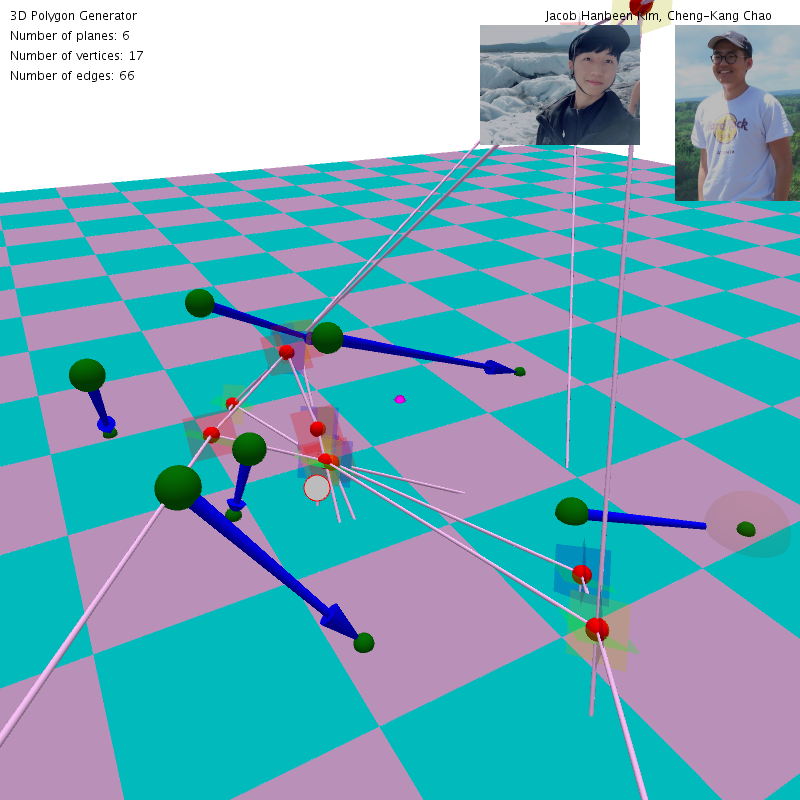 3D Polygon Generator
Jacob Hanbeen Kim, Cheng-Kang Chao
Number of planes: 6
Number of vertices: 17
Number of edges: 66